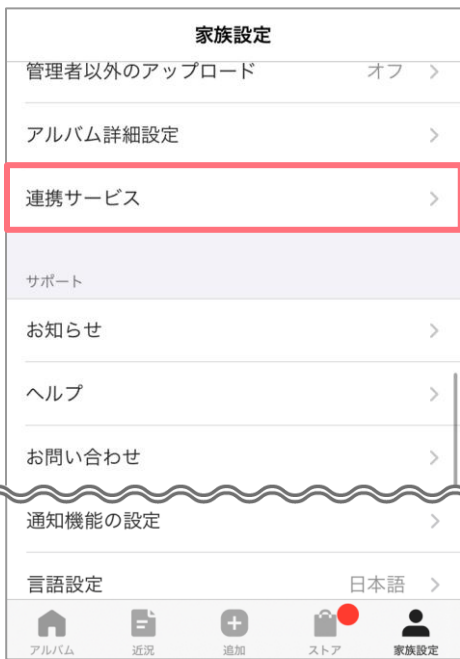 家族設定
管理者以外のアップロード オフ
アルバム詳細設定
連携サービス
サポート
お知らせ
ヘルプ
お問い合わせ
通知機能の設定
言語設定 日本語
アルバム 近況 追加 ストア 家族設定